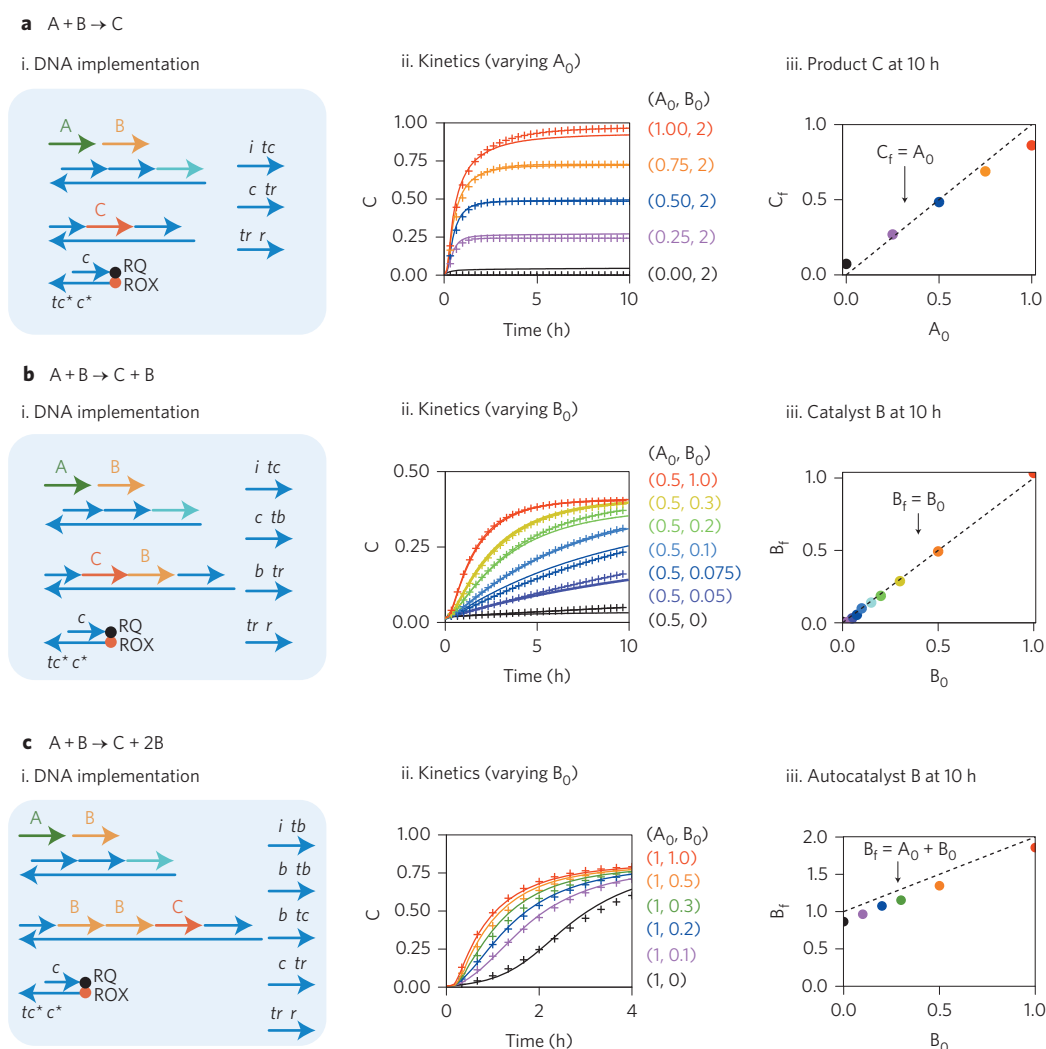 a A + B → C
i. DNA implementation
A B
i tc
c tr
C
tr r
c
RQ
ROX
tc* c*
ii. Kinetics (varying A₀)
C
1.00
0.75
0.50
0.25
0.00
0 5 10
Time (h)
(A₀, B₀)
(1.00, 2)
(0.75, 2)
(0.50, 2)
(0.25, 2)
(0.00, 2)
iii. Product C at 10 h
C_f
1.0
0.5
0.0
C_f = A₀
0.0 0.5 1.0
A₀
b A + B → C + B
i. DNA implementation
A B
i tc
c tb
C B
b tr
c
RQ
ROX
tc* c*
tr r
ii. Kinetics (varying B₀)
C
0.50
0.25
0.00
0 5 10
Time (h)
(A₀, B₀)
(0.5, 1.0)
(0.5, 0.3)
(0.5, 0.2)
(0.5, 0.1)
(0.5, 0.075)
(0.5, 0.05)
(0.5, 0)
iii. Catalyst B at 10 h
B_f
1.0
0.5
0.0
B_f = B₀
0.0 0.5 1.0
B₀
c A + B → C + 2B
i. DNA implementation
A B
i tb
b tb
B B C
b tc
c
RQ
ROX
tc* c*
c tr
tr r
ii. Kinetics (varying B₀)
C
1.00
0.75
0.50
0.25
0.00
0 2 4
Time (h)
(A₀, B₀)
(1, 1.0)
(1, 0.5)
(1, 0.3)
(1, 0.2)
(1, 0.1)
(1, 0)
iii. Autocatalyst B at 10 h
B_f
2.0
1.5
1.0
0.5
0.0
B_f = A₀ + B₀
0.0 0.5 1.0
B₀